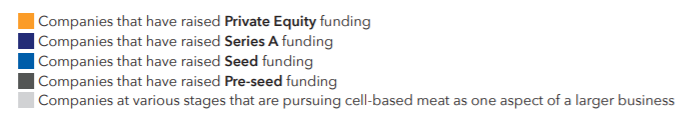 Companies that have raised Private Equity funding
Companies that have raised Series A funding
Companies that have raised Seed funding
Companies that have raised Pre-seed funding
Companies at various stages that are pursuing cell-based meat as one aspect of a larger business